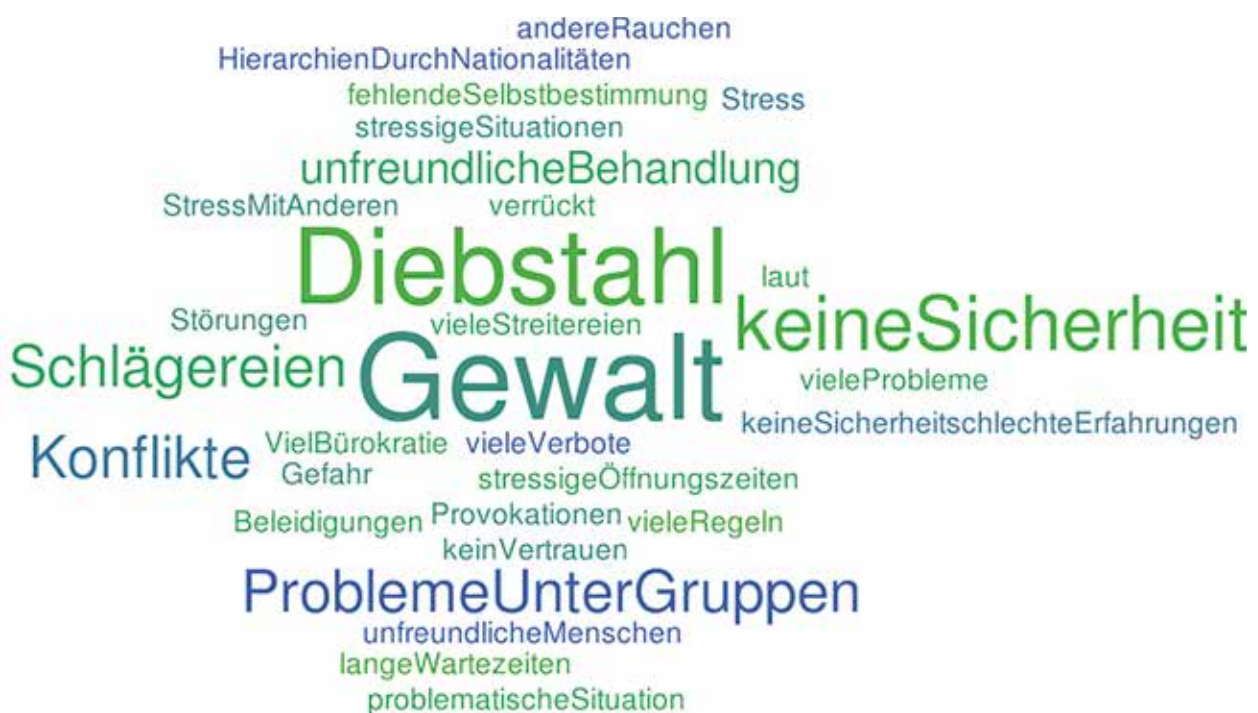 andereRauchen
HierarchienDurchNationalitäten
fehlendeSelbstbestimmung
Stress
stressigeSituationen
unfreundlicheBehandlung
StressMitAnderen
verrückt
Diebstahl
laut
keineSicherheit
Störungen
vieleStreitereien
Schlägereien
Gewalt
vieleProbleme
keineSicherheitschlechteErfahrungen
Konflikte
VielBürokratie
vieleVerbote
Gefahr
stressigeÖffnungszeiten
Beleidigungen
Provokationen
vieleRegeln
keinVertrauen
ProblemeUnterGruppen
unfreundlicheMenschen
langeWartezeiten
problematischeSituation